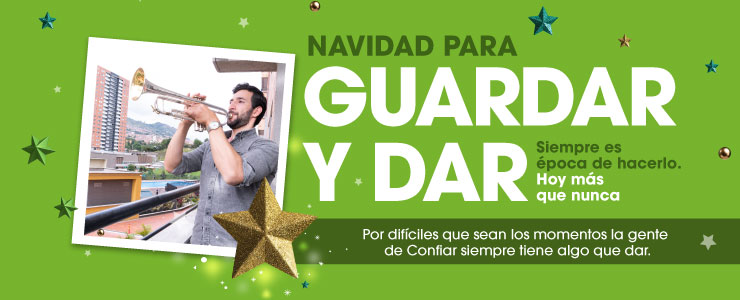 NAVIDAD PARA
GUARDAR
Y DAR
Siempre es
época de hacerlo.
Hoy más
que nunca
Por difíciles que sean los momentos la gente
de Confiar siempre tiene algo que dar.